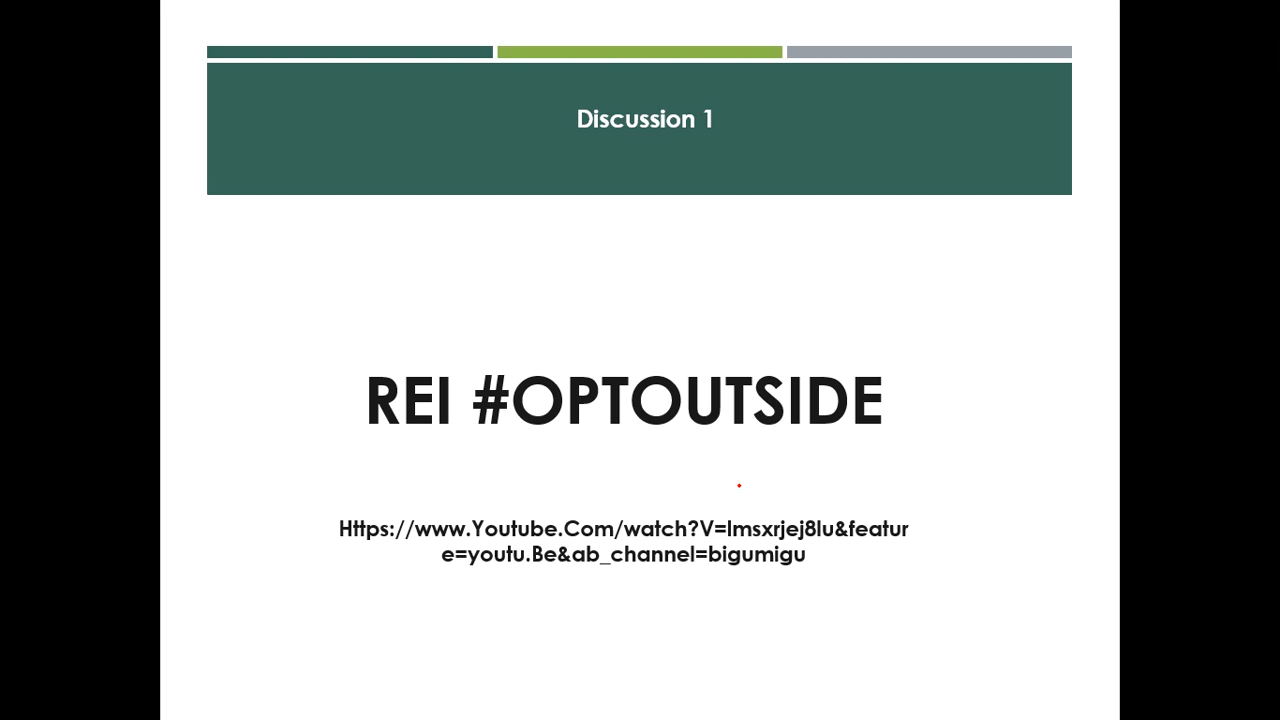 Discussion 1
REI #OPTOUTSIDE
Https://www.Youtube.Com/watch?V=Imsxrjej8lu&featur
e=youtu.Be&ab_channel=bigumigu